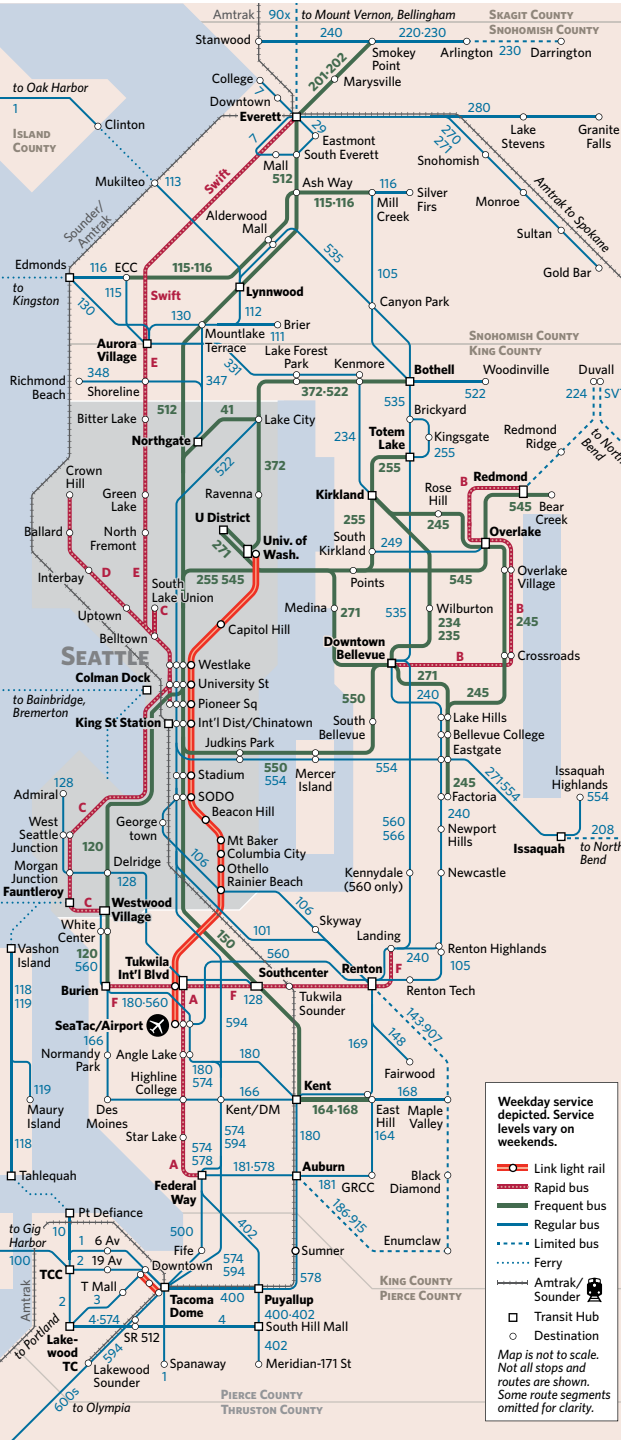 Amtrak
90x
to Mount Vernon, Bellingham
SKAGIT COUNTY
SNOHOMISH COUNTY
Stanwood
240
220·230
Smokey
Point
Arlington
230
Darrington
201·202
Marysville
College
7
Downtown
Everett
to Oak Harbor
1
Clinton
ISLAND
COUNTY
280
Lake
Stevens
Granite
Falls
7
29
Eastmont
South Everett
Mall
270
271
Snohomish
Swift
512
Mukilteo
113
Ash Way
115·116
116
Mill
Creek
Silver
Firs
Monroe
Amtrak to Spokane
Sultan
Gold Bar
Alderwood
Mall
Sounder/
Amtrak
535
105
Edmonds
116
ECC
115·116
to
Kingston
115
Swift
Lynnwood
Canyon Park
130
130
112
Brier
111
Aurora
Village
Mountlake
Terrace
SNOHOMISH COUNTY
KING COUNTY
E
331
Lake Forest
Park
Kenmore
Bothell
Woodinville
522
Duvall
224
SVT
Richmond
Beach
348
Shoreline
347
372·522
535
Bitter Lake
512
41
Lake City
Brickyard
Kingsgate
255
Totem
Lake
255
Northgate
234
Redmond
Ridge
to North
Bend
522
372
Crown
Hill
Green
Lake
Ravenna
Kirkland
Rose
Hill
245
B
Redmond
545
Bear
Creek
U District
271
Univ. of
Wash.
255
South
Kirkland
249
Overlake
Ballard
North
Fremont
Interbay
D
E
South
Lake Union
C
255 545
Points
545
Overlake
Village
B
245
Uptown
Belltown
Capitol Hill
Medina
271
535
Wilburton
234
235
SEATTLE
Downtown
Bellevue
B
Crossroads
Westlake
Colman Dock
University St
271
240
245
to Bainbridge,
Bremerton
Pioneer Sq
550
King St Station
Int'l Dist/Chinatown
South
Bellevue
Lake Hills
Bellevue College
Eastgate
Judkins Park
550
554
Mercer
Island
554
271·554
128
Admiral
Stadium
SODO
245
Factoria
Issaquah
Highlands
554
C
West
Seattle
Junction
George
town
Beacon Hill
560
566
240
Newport
Hills
Issaquah
208
to North
Bend
120
Mt Baker
Columbia City
Othello
Rainier Beach
Morgan
Junction
Delridge
128
106
Kennydale
(560 only)
Newcastle
Fauntleroy
C
Westwood
Village
106
Skyway
White
Center
150
101
Landing
Vashon
Island
120
560
560
240
Renton Highlands
105
Tukwila
Int'l Blvd
Southcenter
Renton
F
118
119
Burien
F
180·560
A
F
128
Renton Tech
SeaTac/Airport
594
Tukwila
Sounder
143·907
166
Normandy
Park
Angle Lake
180
169
148
Fairwood
180
574
Highline
College
119
Maury
Island
Des
Moines
166
Kent/DM
Kent
164·168
168
East
Hill
Maple
Valley
118
Star Lake
574
594
180
164
574
578
A
181·578
Auburn
181
GRCC
Black
Diamond
Tahlequah
Federal
Way
186·915
Pt Defiance
10
500
402
Enumclaw
to Gig
Harbor
100
1
6 Av
Fife
574
594
Sumner
2
19 Av
Downtown
TCC
578
KING COUNTY
PIERCE COUNTY
Amtrak
T Mall
3
2
Tacoma
Dome
400
Puyallup
400·402
4·574
4
South Hill Mall
to Portland
Lake-
wood
TC
SR 512
402
594
Lakewood
Sounder
1
Spanaway
Meridian-171 St
600s
to Olympia
PIERCE COUNTY
THRUSTON COUNTY
Weekday service
depicted. Service
levels vary on
weekends.
Link light rail
Rapid bus
Frequent bus
Regular bus
Limited bus
Ferry
Amtrak/
Sounder
Transit Hub
Destination
Map is not to scale.
Not all stops and
routes are shown.
Some route segments
omitted for clarity.